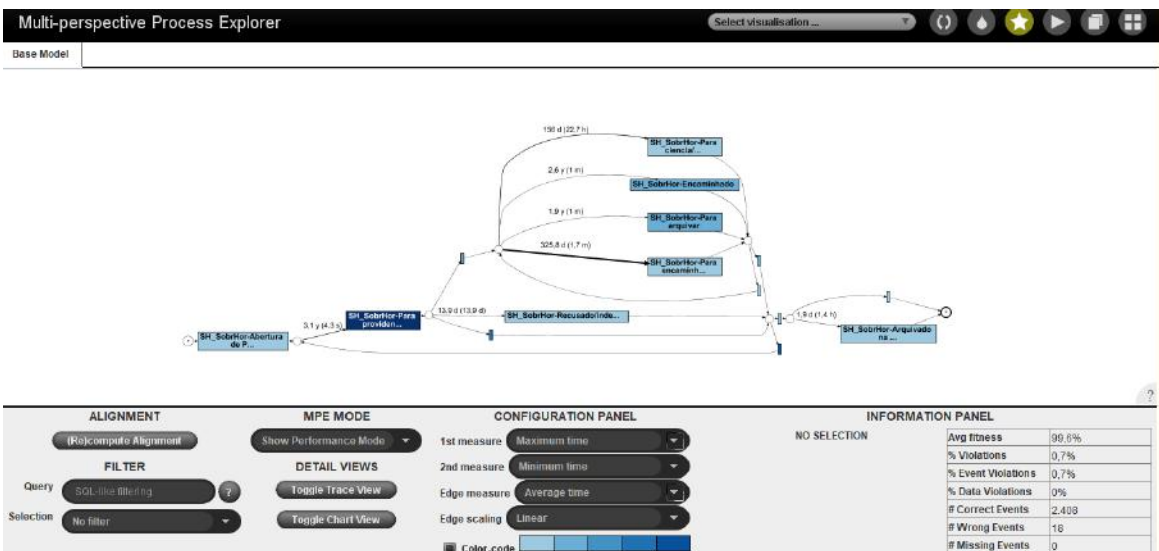 Multi-perspective Process Explorer
Select visualisation ...
Base Model
156 d (22,7 h)
SH_SobrHor-Para
ciencia/...
2,6 y (1 m)
SH_SobrHor-Encaminhado
1,9 y (1 m)
SH_SobrHor-Para
arquivar
325,8 d (1,7 m)
SH_SobrHor-Para
encaminh...
3,1 y (4,3 s)
SH_SobrHor-Para
providen...
13,9 d (13,9 d)
SH_SobrHor-Recusado/inde...
1,9 d (1,4 h)
SH_SobrHor-Abertura
de P...
SH_SobrHor-Arquivado
na ...
?
ALIGNMENT
(Re)compute Alignment
FILTER
Query
SQL-like filtering
?
Selection
No filter
MPE MODE
Show Performance Mode
DETAIL VIEWS
Toggle Trace View
Toggle Chart View
CONFIGURATION PANEL
1st measure Maximum time
2nd measure Minimum time
Edge measure Average time
Edge scaling Linear
Color-code
INFORMATION PANEL
NO SELECTION
Avg fitness 99,6%
% Violations 0,7%
% Event Violations 0,7%
% Data Violations 0%
# Correct Events 2.408
# Wrong Events 16
# Missing Events 0